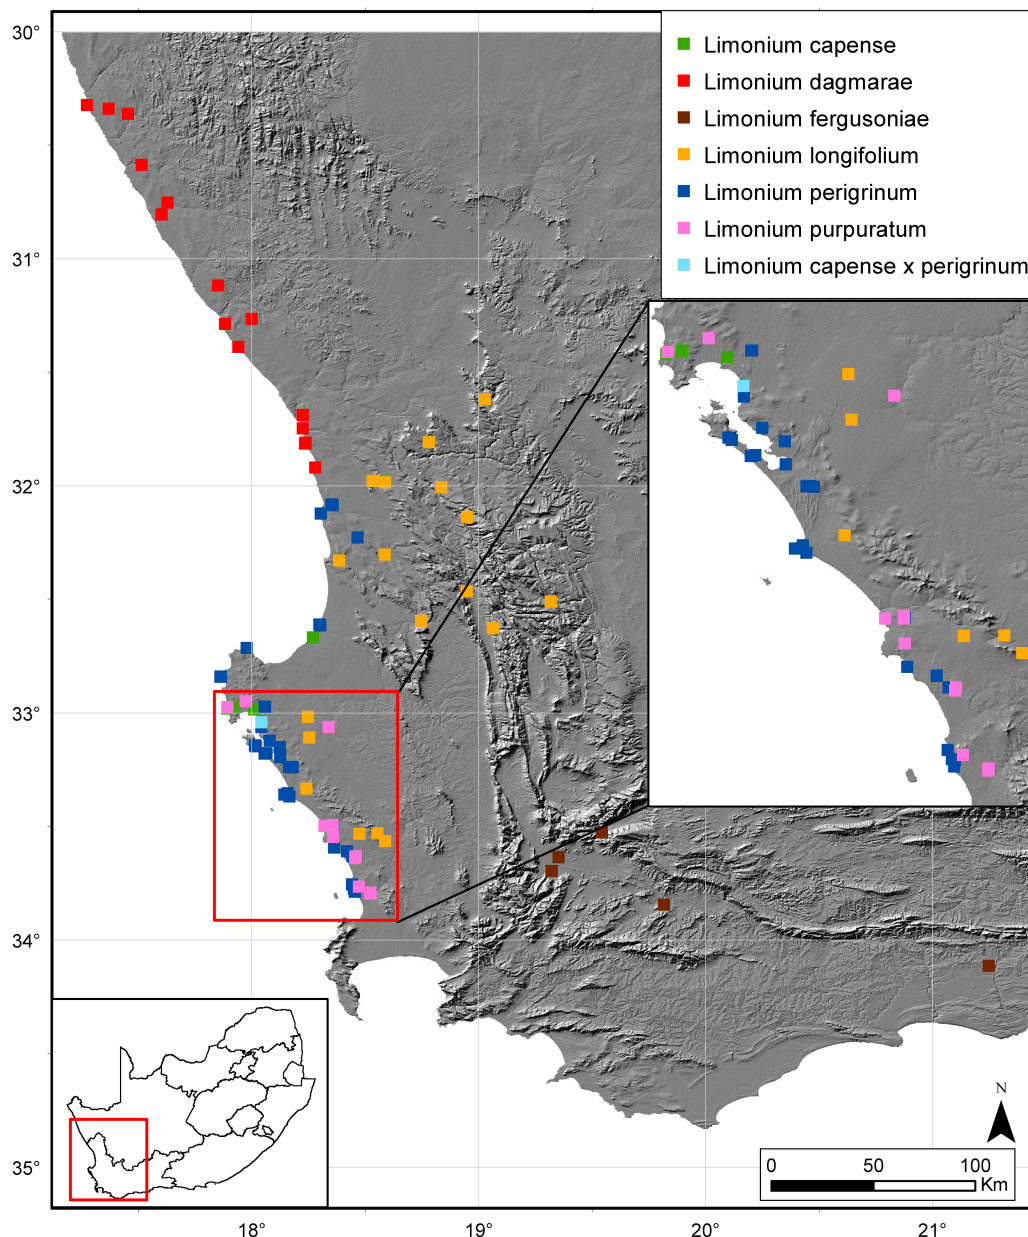 30°
31°
32°
33°
34°
35°
Limonium capense
Limonium dagmarae
Limonium fergusoniae
Limonium longifolium
Limonium perigrinum
Limonium purpuratum
Limonium capense x perigrinum
N
0 50 100
Km
18° 19° 20° 21°